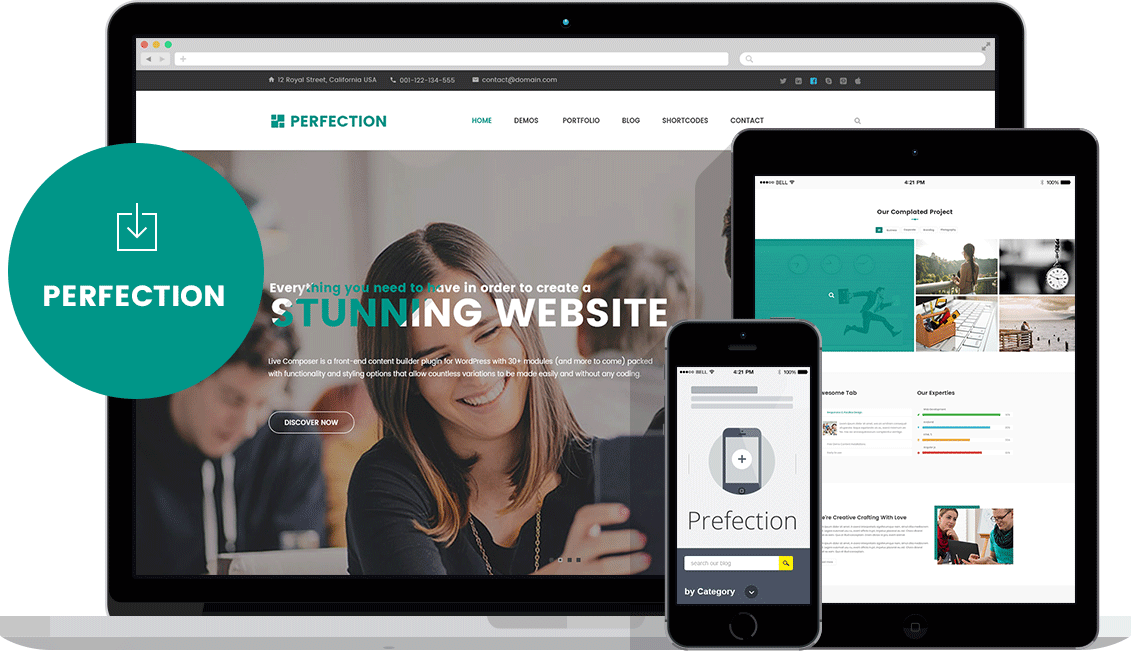 12 Royal Street, California USA 001-122-134-555 contact@domain.com
PERFECTION
HOME DEMOS PORTFOLIO BLOG SHORTCODES CONTACT
PERFECTION
Everything you need to have in order to create a
STUNNING WEBSITE
Live Composer is a front-end content builder plugin for WordPress with 30+ modules (and more to come) packed
with functionality and styling options that allow countless variations to be made easily and without any coding.
DISCOVER NOW
BELL 4:21 PM 100%
Our Complated Project
wesome Tab
Our Experties
're Creative Crafting With Love
BELL 4:21 PM 100%
Prefection
Search our blog
by Category